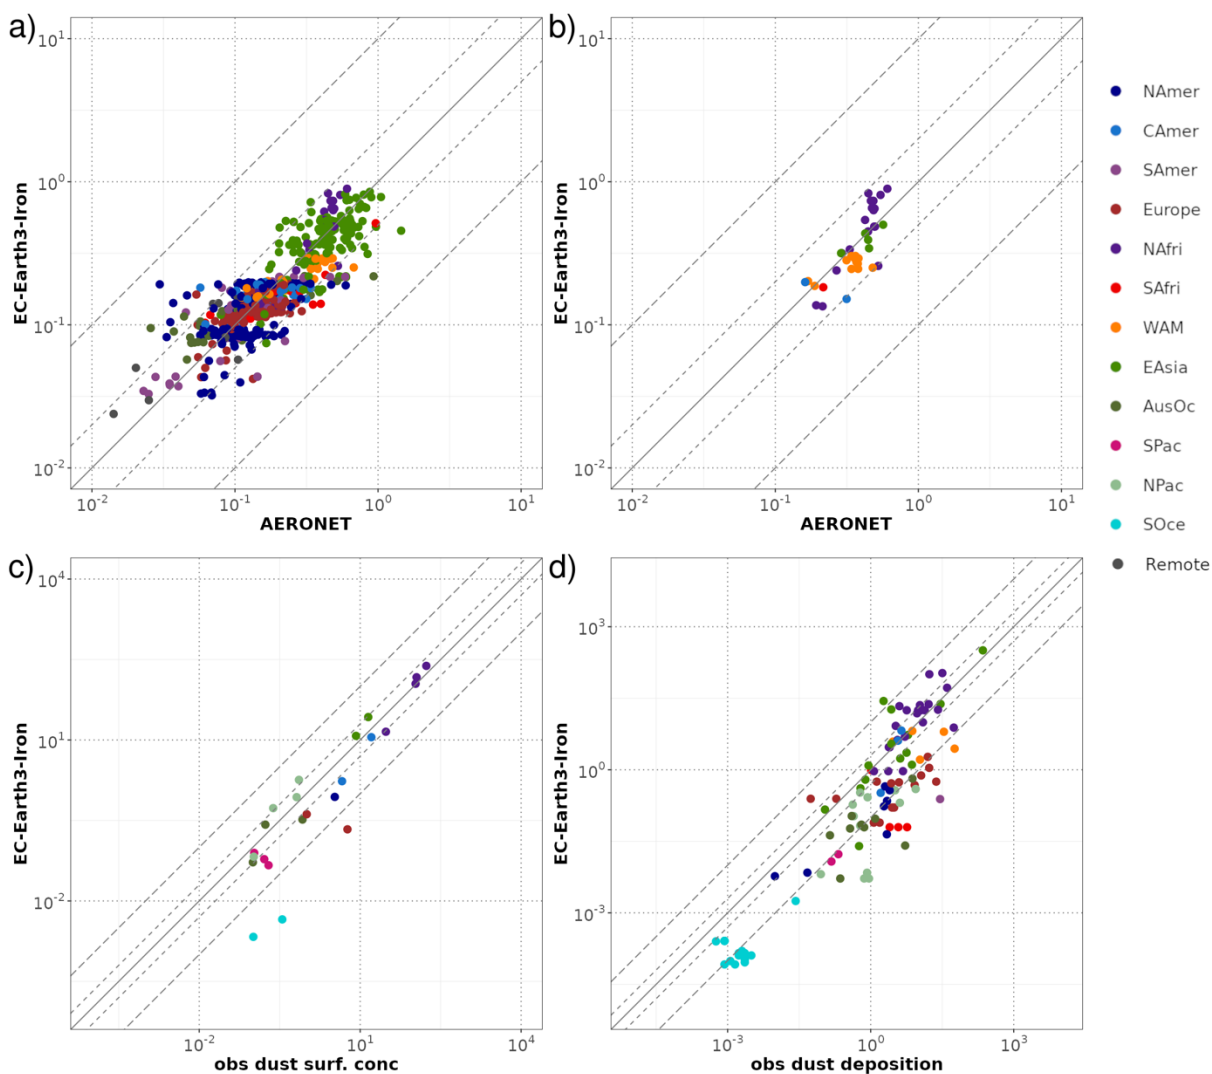 a)
EC-Earth3-Iron
10¹
10⁰
10⁻¹
10⁻²
10⁻² 10⁻¹ 10⁰ 10¹
AERONET
b)
EC-Earth3-Iron
10¹
10⁰
10⁻¹
10⁻²
10⁻² 10⁻¹ 10⁰ 10¹
AERONET
NAmer
CAmer
SAmer
Europe
NAfri
SAfri
WAM
EAsia
AusOc
SPac
NPac
SOce
Remote
c)
EC-Earth3-Iron
10⁴
10¹
10⁻²
10⁻² 10¹ 10⁴
obs dust surf. conc
d)
EC-Earth3-Iron
10³
10⁰
10⁻³
10⁻³ 10⁰ 10³
obs dust deposition